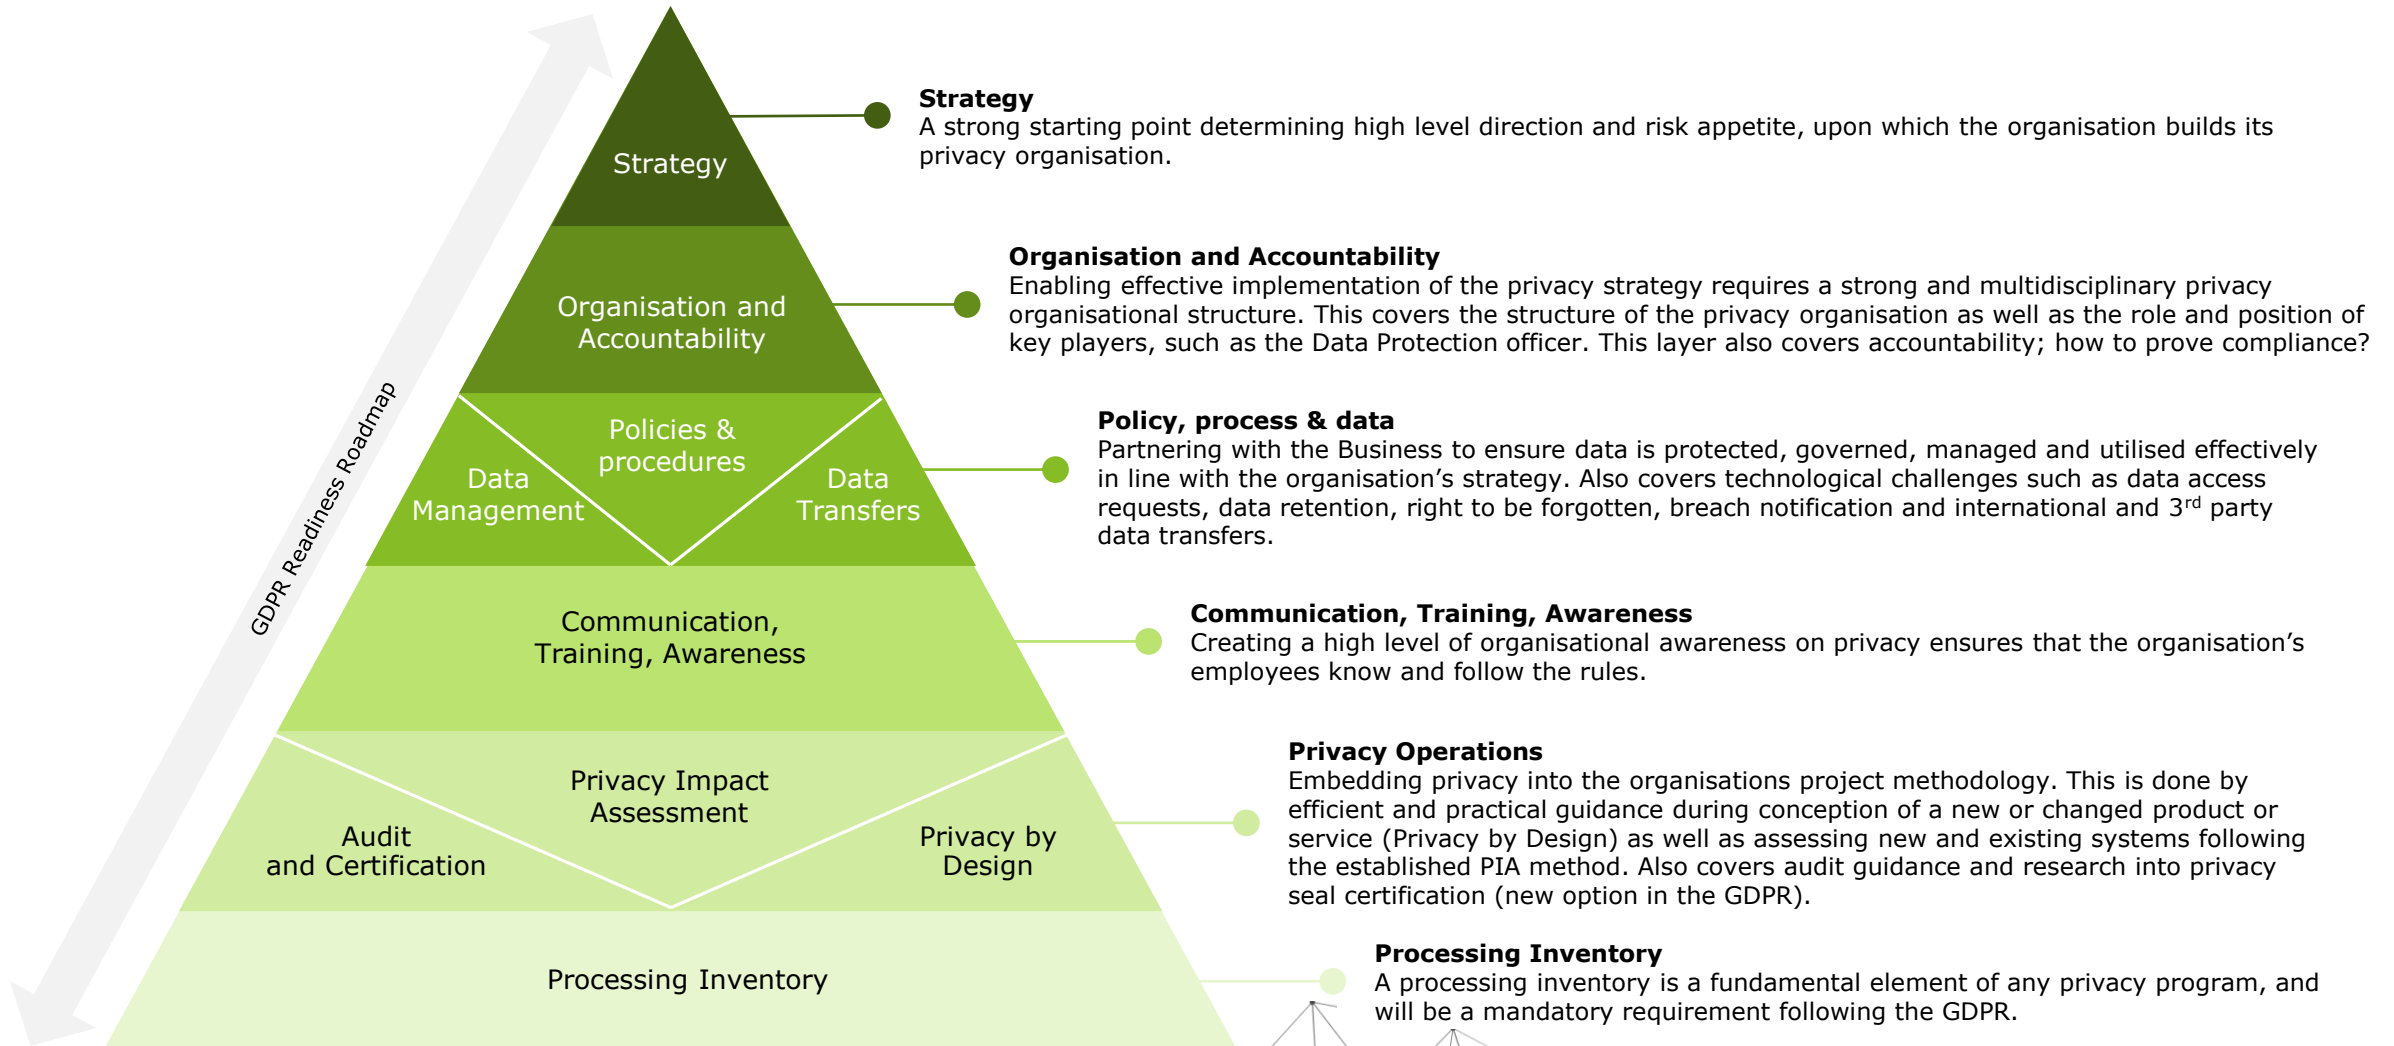 Strategy
A strong starting point determining high level direction and risk appetite, upon which the organisation builds its
privacy organisation.
Strategy
Organisation and Accountability
Enabling effective implementation of the privacy strategy requires a strong and multidisciplinary privacy
organisational structure. This covers the structure of the privacy organisation as well as the role and position of
key players, such as the Data Protection officer. This layer also covers accountability; how to prove compliance?
Organisation and
Accountability
GDPR Readiness Roadmap
Policies &
procedures
Data
Management
Data
Transfers
Policy, process & data
Partnering with the Business to ensure data is protected, governed, managed and utilised effectively
in line with the organisation’s strategy. Also covers technological challenges such as data access
requests, data retention, right to be forgotten, breach notification and international and 3rd party
data transfers.
Communication,
Training, Awareness
Communication, Training, Awareness
Creating a high level of organisational awareness on privacy ensures that the organisation’s
employees know and follow the rules.
Privacy Impact
Assessment
Audit
and Certification
Privacy by
Design
Privacy Operations
Embedding privacy into the organisations project methodology. This is done by
efficient and practical guidance during conception of a new or changed product or
service (Privacy by Design) as well as assessing new and existing systems following
the established PIA method. Also covers audit guidance and research into privacy
seal certification (new option in the GDPR).
Processing Inventory
Processing Inventory
A processing inventory is a fundamental element of any privacy program, and
will be a mandatory requirement following the GDPR.